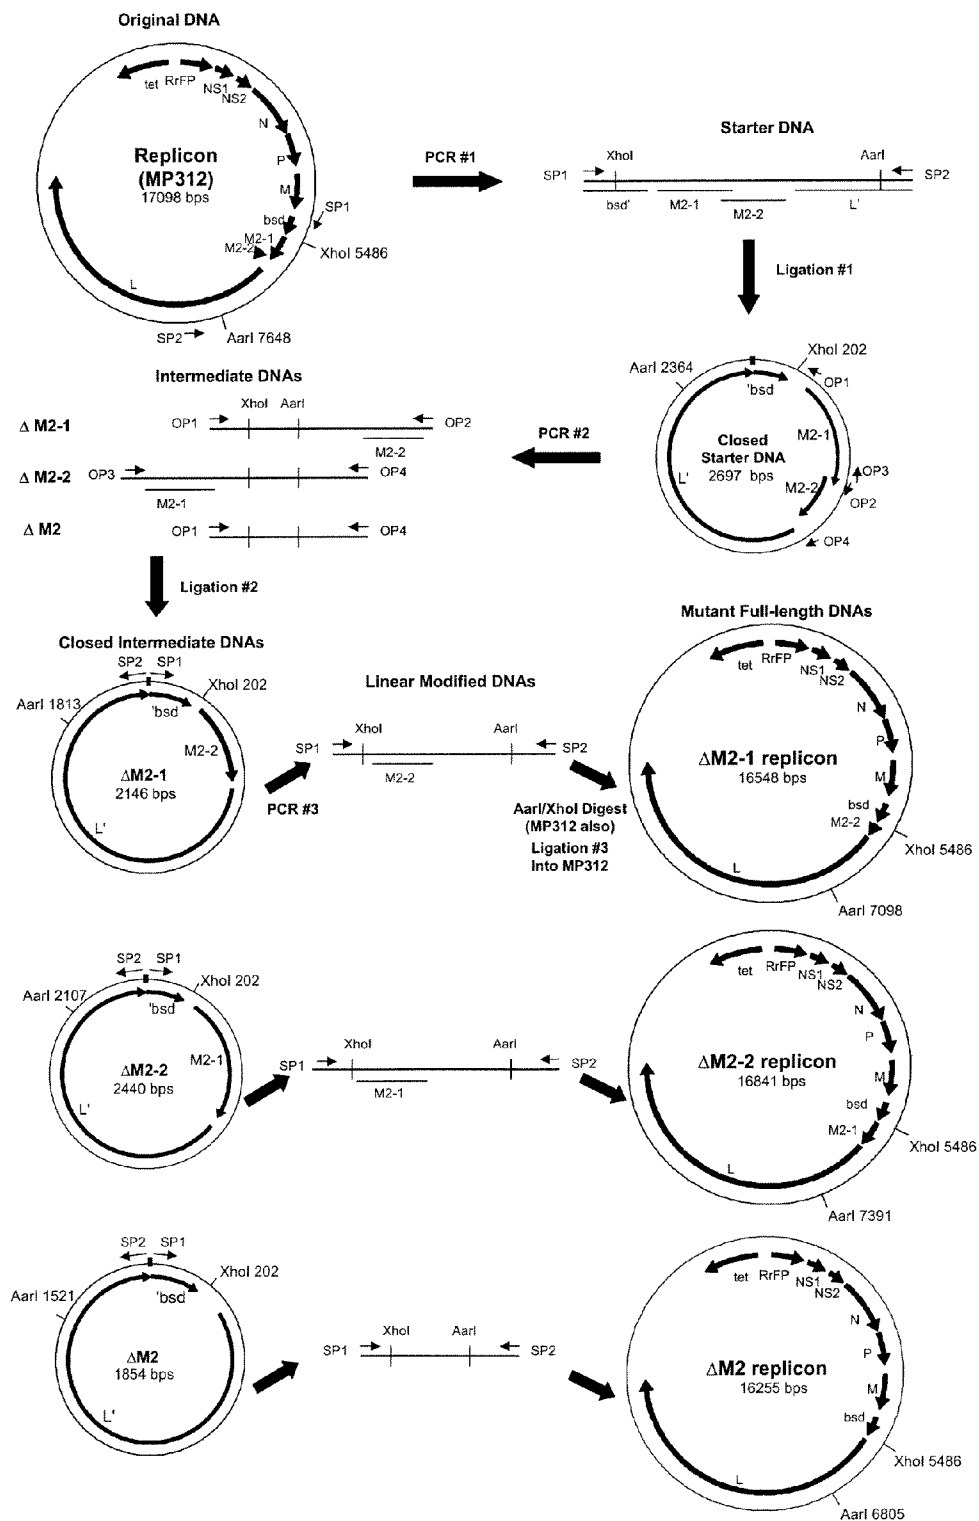 Original DNA
tet
RrFP
NS1
NS2
N
P
M
bsd
M2-1
M2-2
L
Replicon
(MP312)
17098 bps
SP1
XhoI 5486
AarI 7648
SP2
PCR #1
Starter DNA
SP1
XhoI
AarI
SP2
bsd'
M2-1
M2-2
L'
Ligation #1
AarI 2364
XhoI 202
OP1
'bsd
M2-1
Closed
Starter DNA
2697 bps
L'
M2-2
OP3
OP2
OP4
PCR #2
Intermediate DNAs
XhoI
AarI
Δ M2-1
OP1
OP2
M2-2
Δ M2-2
OP3
OP4
M2-1
Δ M2
OP1
OP4
Ligation #2
Closed Intermediate DNAs
SP2
SP1
XhoI 202
AarI 1813
'bsd
M2-2
ΔM2-1
2146 bps
L'
PCR #3
Linear Modified DNAs
SP1
XhoI
AarI
SP2
M2-2
AarI/XhoI Digest
(MP312 also)
Ligation #3
Into MP312
Mutant Full-length DNAs
tet
RrFP
NS1
NS2
N
P
M
bsd
M2-2
L
ΔM2-1 replicon
16548 bps
XhoI 5486
AarI 7098
SP2
SP1
AarI 2107
XhoI 202
'bsd
M2-1
ΔM2-2
2440 bps
L'
SP1
XhoI
AarI
SP2
M2-1
tet
RrFP
NS1
NS2
N
P
M
bsd
M2-1
L
ΔM2-2 replicon
16841 bps
XhoI 5486
AarI 7391
SP2
SP1
AarI 1521
XhoI 202
'bsd
ΔM2
1854 bps
L'
SP1
XhoI
AarI
SP2
tet
RrFP
NS1
NS2
N
P
M
bsd
L
ΔM2 replicon
16255 bps
XhoI 5486
AarI 6805